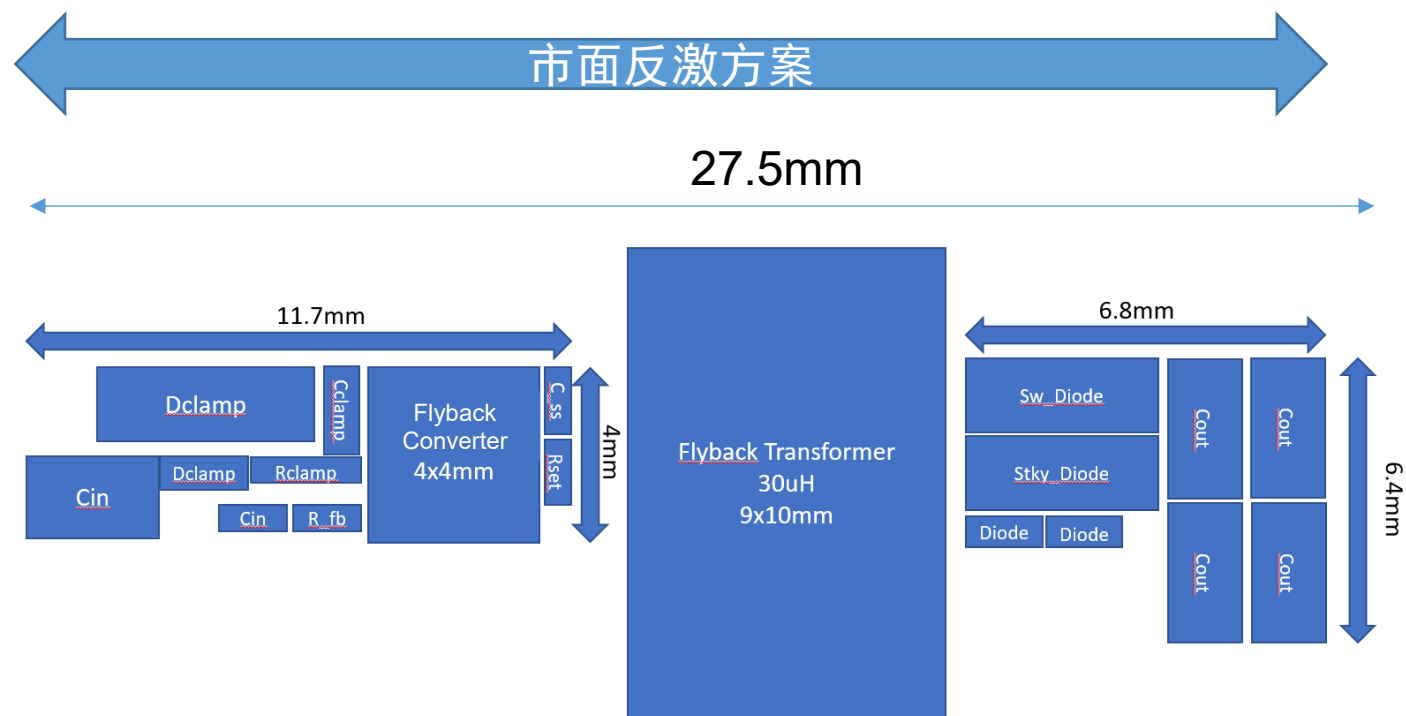 市面反激方案
27.5mm
11.7mm
6.8mm
Dclamp
Cclamp
Flyback
Converter
4x4mm
C_ss
Rset
4mm
Cin
Dclamp
Rclamp
Cin
R_fb
Flyback Transformer
30uH
9x10mm
Sw_Diode
Stky_Diode
Diode
Diode
Cout
Cout
Cout
Cout
6.4mm